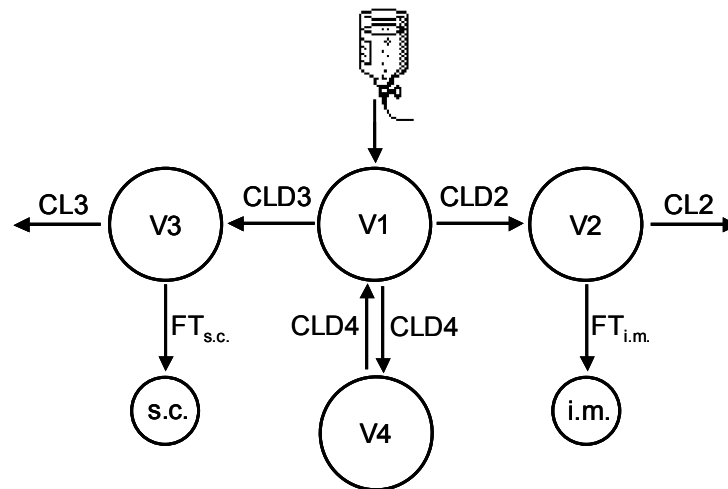 CL3
V3
CLD3
V1
CLD2
V2
CL2
FTs.c.
CLD4
CLD4
FTi.m.
s.c.
V4
i.m.